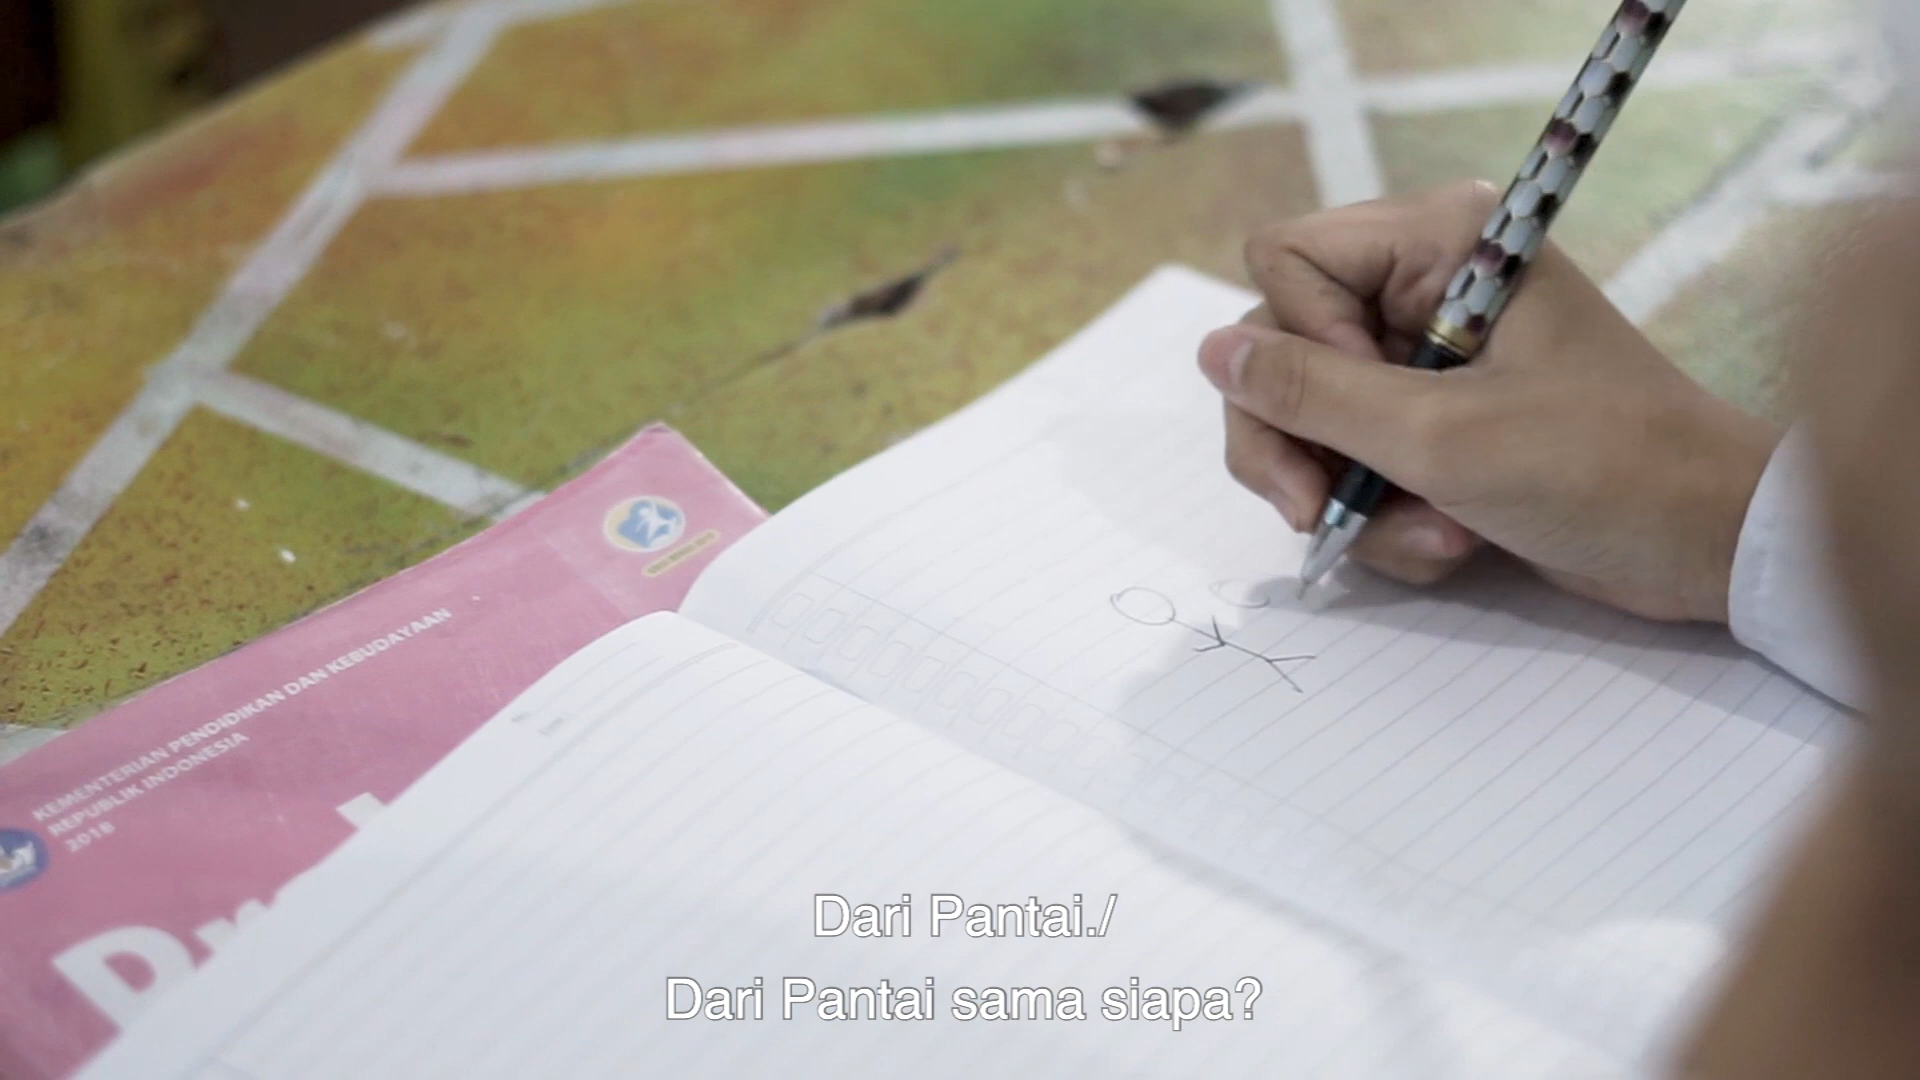 KEMENTERIAN PENDIDIKAN DAN KEBUDAYAAN
REPUBLIK INDONESIA
2018
Dari Pantai./
Dari Pantai sama siapa?